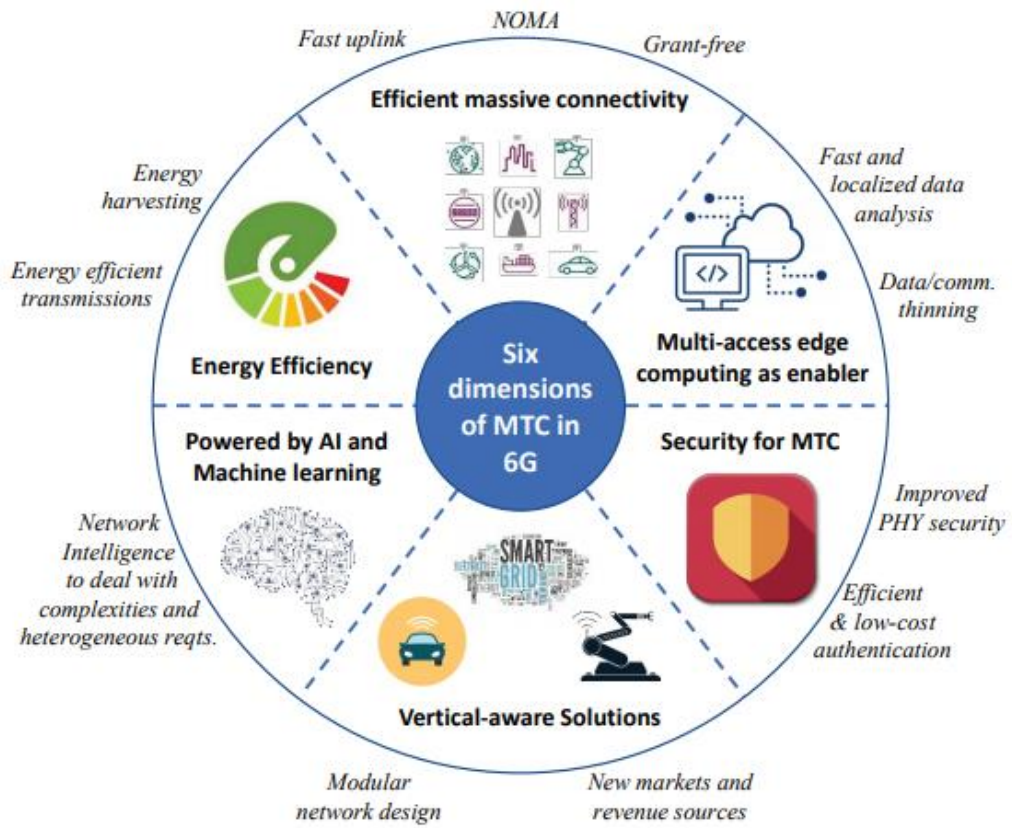 NOMA
Fast uplink
Grant-free
Efficient massive connectivity
Energy
harvesting
Energy efficient
transmissions
Energy Efficiency
Fast and
localized data
analysis
Data/comm.
thinning
</>
Multi-access edge
computing as enabler
Six
dimensions
of MTC in
6G
Powered by AI and
Machine learning
Network
Intelligence
to deal with
complexities and
heterogeneous reqts.
Security for MTC
Improved
PHY security
Efficient
& low-cost
authentication
SMART
GRID
Vertical-aware Solutions
Modular
network design
New markets and
revenue sources